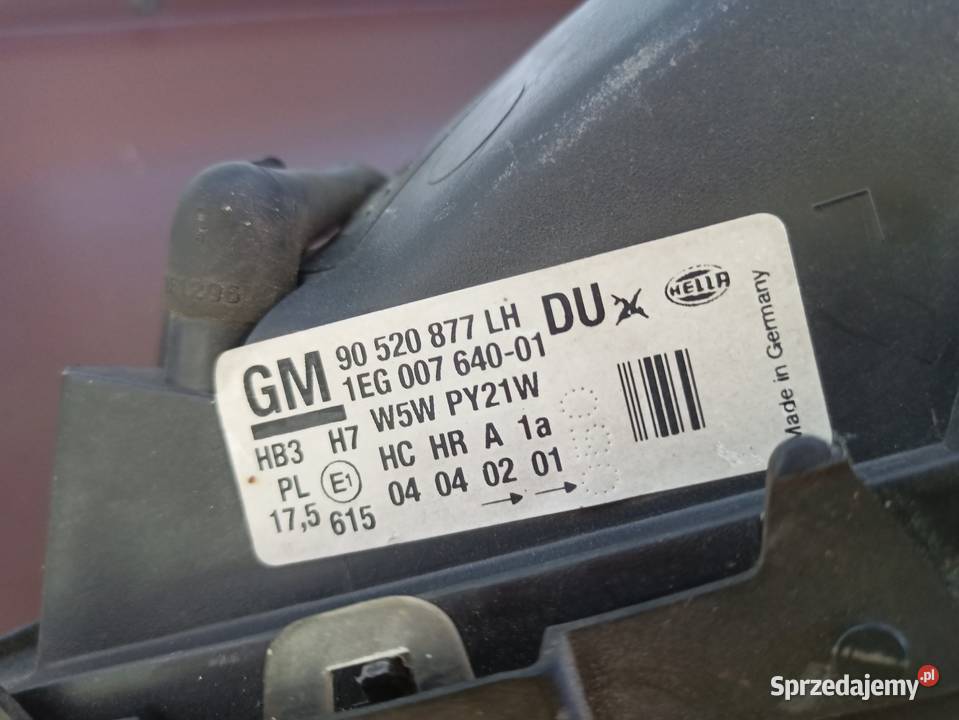 GM 90 520 877 LH DU HELLA
1EG 007 640-01
HB3 H7 W5W PY21W
PL E1 HC HR A 1a
17,5 615 04 04 02 01
Made in Germany
Sprzedajemy.pl